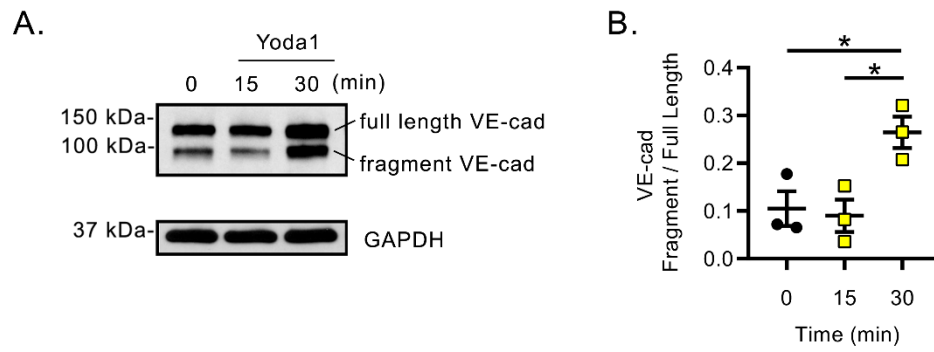 A.
Yoda1
0 15 30 (min)
150 kDa-
full length VE-cad
100 kDa-
fragment VE-cad
37 kDa-
GAPDH
B.
*
*
VE-cad
Fragment / Full Length
0.4
0.3
0.2
0.1
0.0
0 15 30
Time (min)